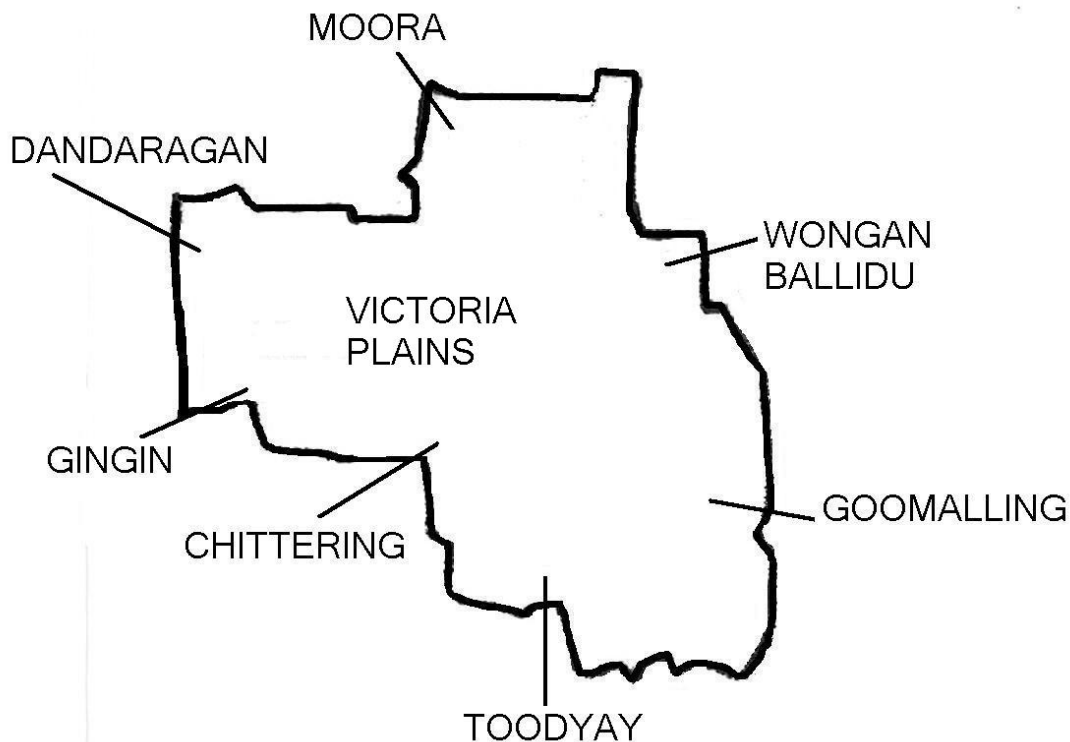 MOORA
DANDARAGAN
WONGAN
BALLIDU
VICTORIA
PLAINS
GINGIN
CHITTERING
GOOMALLING
TOODYAY